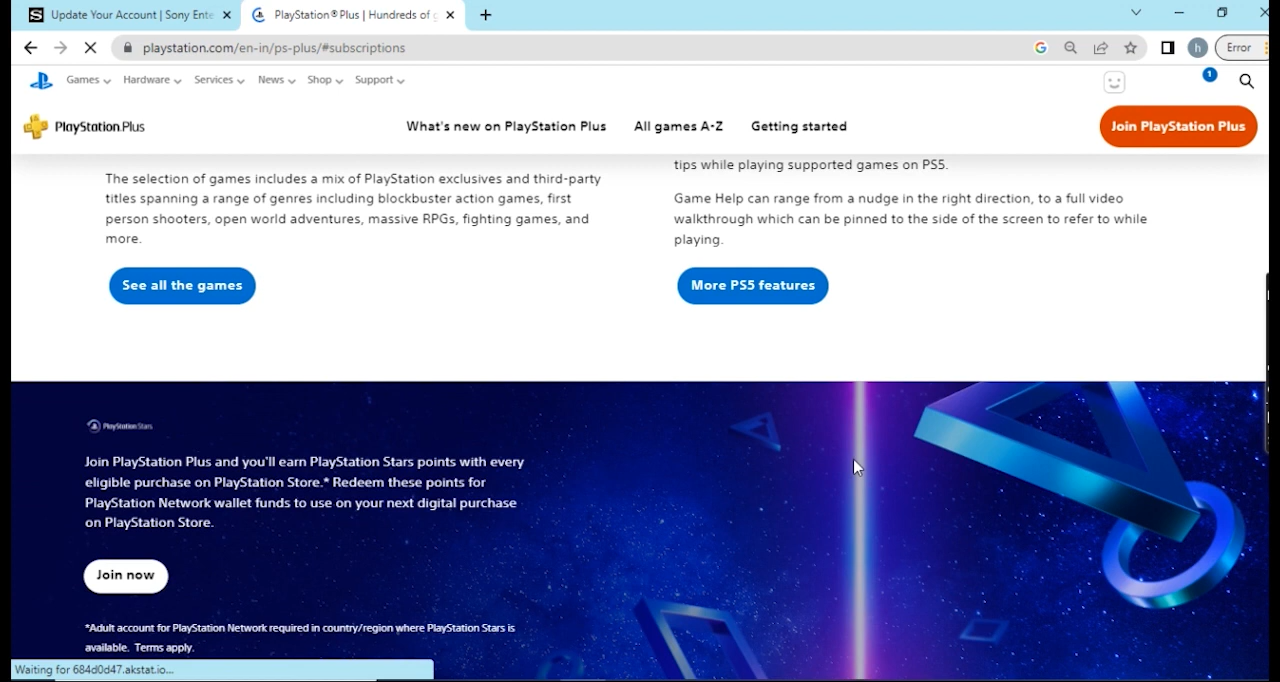 Update Your Account | Sony Ente
PlayStation®Plus | Hundreds of g
playstation.com/en-in/ps-plus/#subscriptions
h
Error
Games
Hardware
Services
News
Shop
Support
1
PlayStation.Plus
What's new on PlayStation Plus
All games A-Z
Getting started
Join PlayStation Plus
The selection of games includes a mix of PlayStation exclusives and third-party
titles spanning a range of genres including blockbuster action games, first
person shooters, open world adventures, massive RPGs, fighting games, and
more.
See all the games
tips while playing supported games on PS5.
Game Help can range from a nudge in the right direction, to a full video
walkthrough which can be pinned to the side of the screen to refer to while
playing.
More PS5 features
PlayStation Stars
Join PlayStation Plus and you'll earn PlayStation Stars points with every
eligible purchase on PlayStation Store.* Redeem these points for
PlayStation Network wallet funds to use on your next digital purchase
on PlayStation Store.
Join now
*Adult account for PlayStation Network required in country/region where PlayStation Stars is
available. Terms apply.
Waiting for 684d0d47.akstat.io...